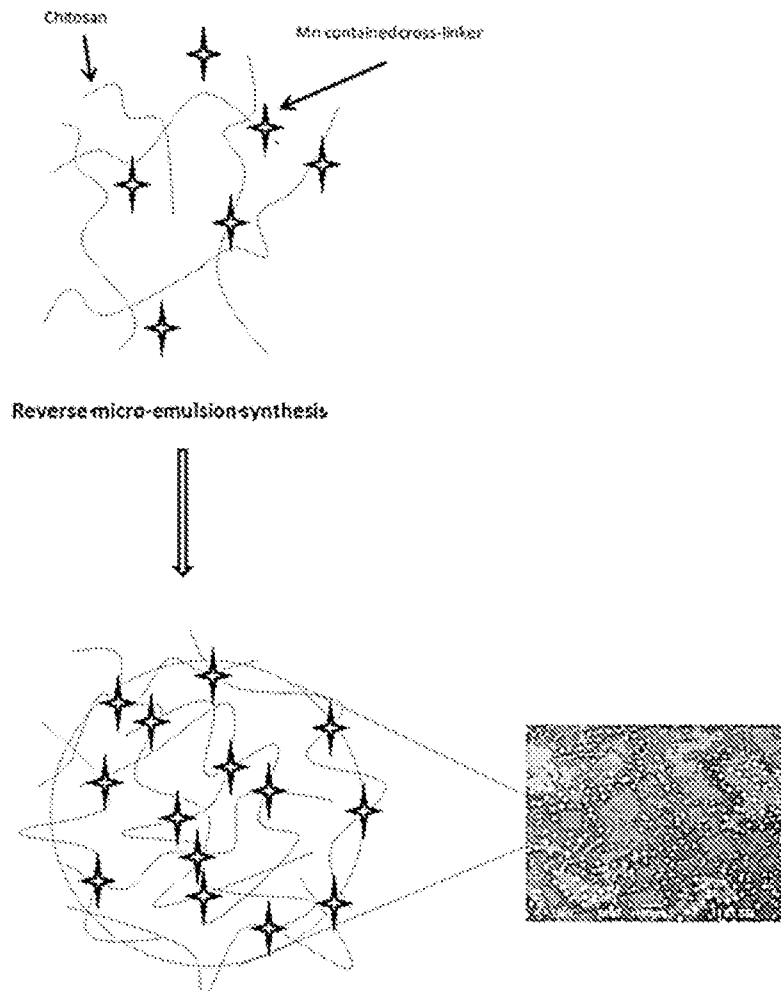 Chitosan
Mn contained cross-linker
Reverse micro-emulsion synthesis